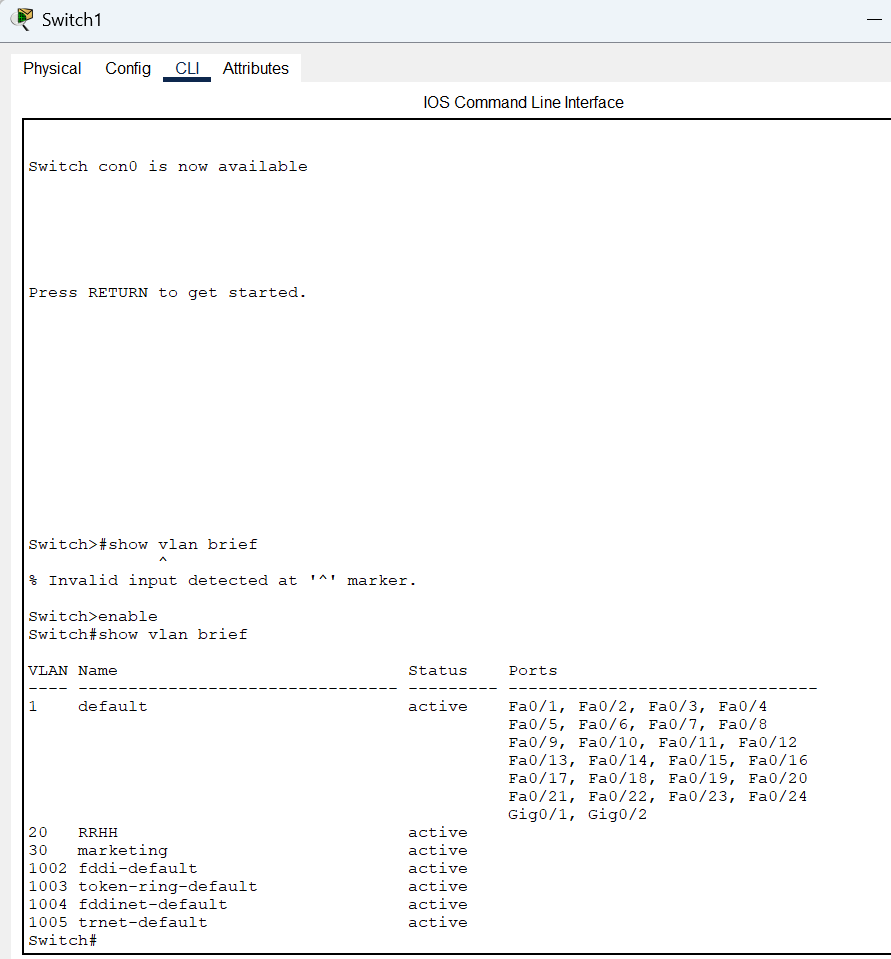 Switch1
Physical Config CLI Attributes
IOS Command Line Interface
Switch con0 is now available
Press RETURN to get started.
Switch>#show vlan brief
^
% Invalid input detected at '^' marker.
Switch>enable
Switch#show vlan brief
VLAN Name                             Status    Ports
---- -------------------------------- --------- -------------------------------
1    default                          active    Fa0/1, Fa0/2, Fa0/3, Fa0/4
                                                Fa0/5, Fa0/6, Fa0/7, Fa0/8
                                                Fa0/9, Fa0/10, Fa0/11, Fa0/12
                                                Fa0/13, Fa0/14, Fa0/15, Fa0/16
                                                Fa0/17, Fa0/18, Fa0/19, Fa0/20
                                                Fa0/21, Fa0/22, Fa0/23, Fa0/24
                                                Gig0/1, Gig0/2
20   RRHH                             active
30   marketing                        active
1002 fddi-default                     active
1003 token-ring-default               active
1004 fddinet-default                  active
1005 trnet-default                    active
Switch#